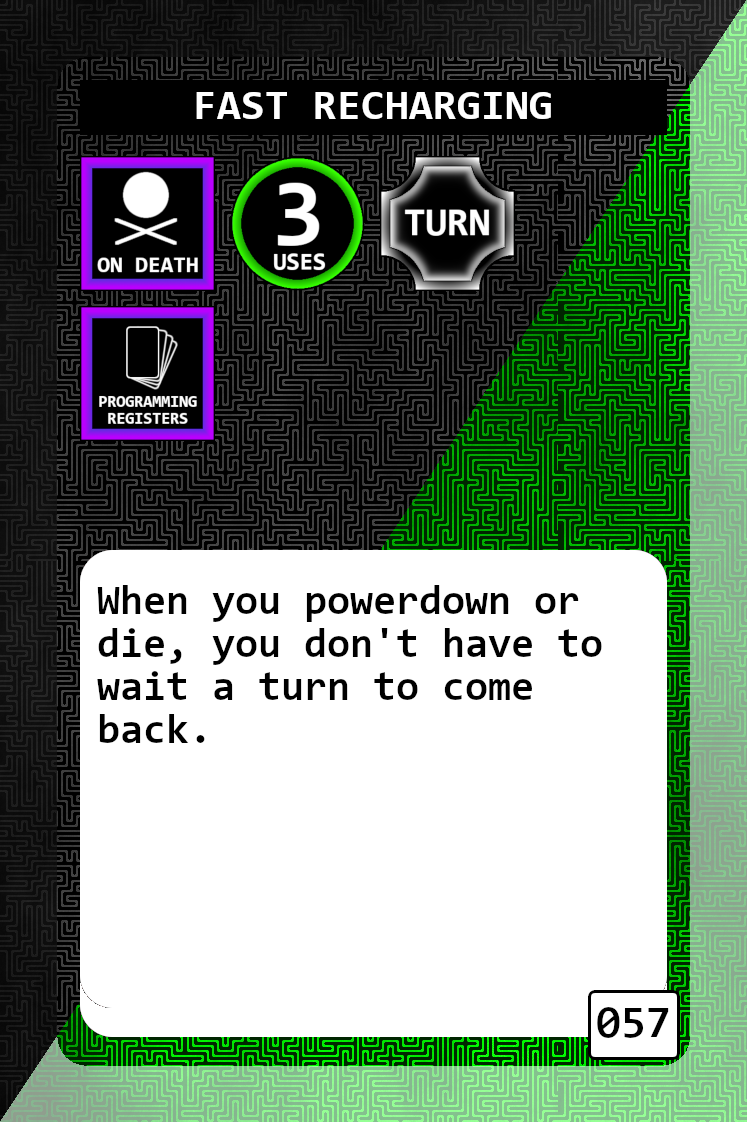 FAST RECHARGING
ON DEATH
3
USES
TURN
PROGRAMMING
REGISTERS
When you powerdown or
die, you don't have to
wait a turn to come
back.
057